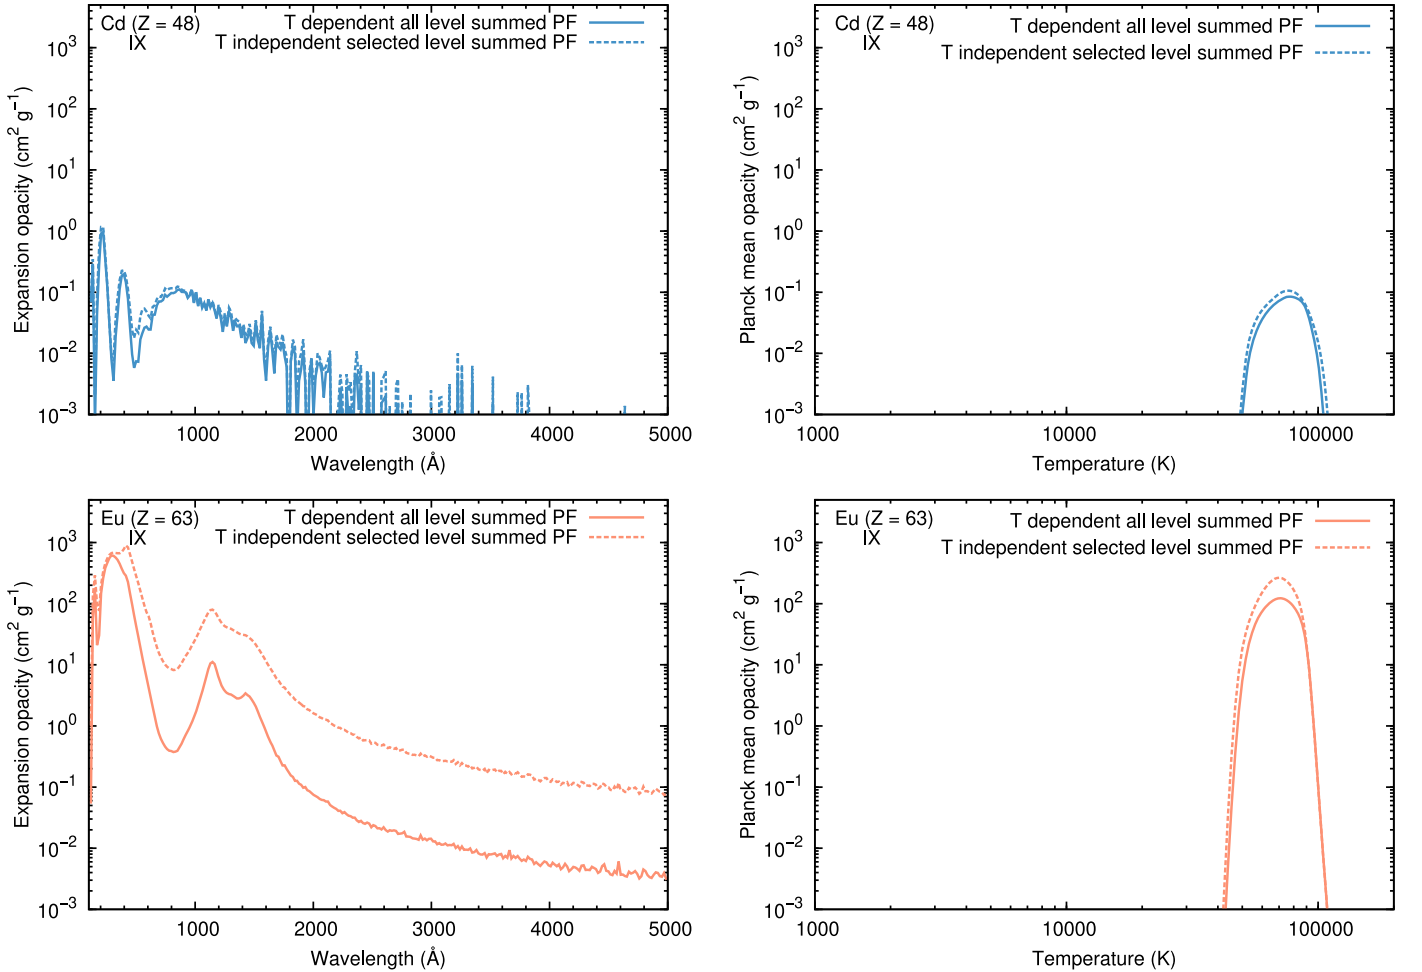 Cd (Z = 48)
IX
T dependent all level summed PF
T independent selected level summed PF
Expansion opacity (cm² g⁻¹)
10³
10²
10¹
10⁰
10⁻¹
10⁻²
10⁻³
1000 2000 3000 4000 5000
Wavelength (Å)
Cd (Z = 48)
IX
T dependent all level summed PF
T independent selected level summed PF
Planck mean opacity (cm² g⁻¹)
10³
10²
10¹
10⁰
10⁻¹
10⁻²
10⁻³
1000 10000 100000
Temperature (K)
Eu (Z = 63)
IX
T dependent all level summed PF
T independent selected level summed PF
Expansion opacity (cm² g⁻¹)
10³
10²
10¹
10⁰
10⁻¹
10⁻²
10⁻³
1000 2000 3000 4000 5000
Wavelength (Å)
Eu (Z = 63)
IX
T dependent all level summed PF
T independent selected level summed PF
Planck mean opacity (cm² g⁻¹)
10³
10²
10¹
10⁰
10⁻¹
10⁻²
10⁻³
1000 10000 100000
Temperature (K)